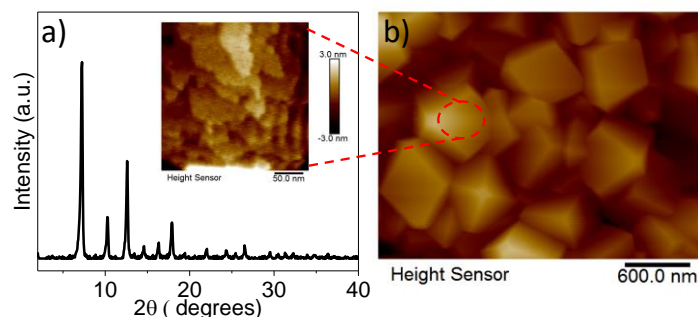 a)
b)
3.0 nm
-3.0 nm
Height Sensor
50.0 nm
Intensity (a.u.)
10
20
30
40
2θ ( degrees)
Height Sensor
600.0 nm